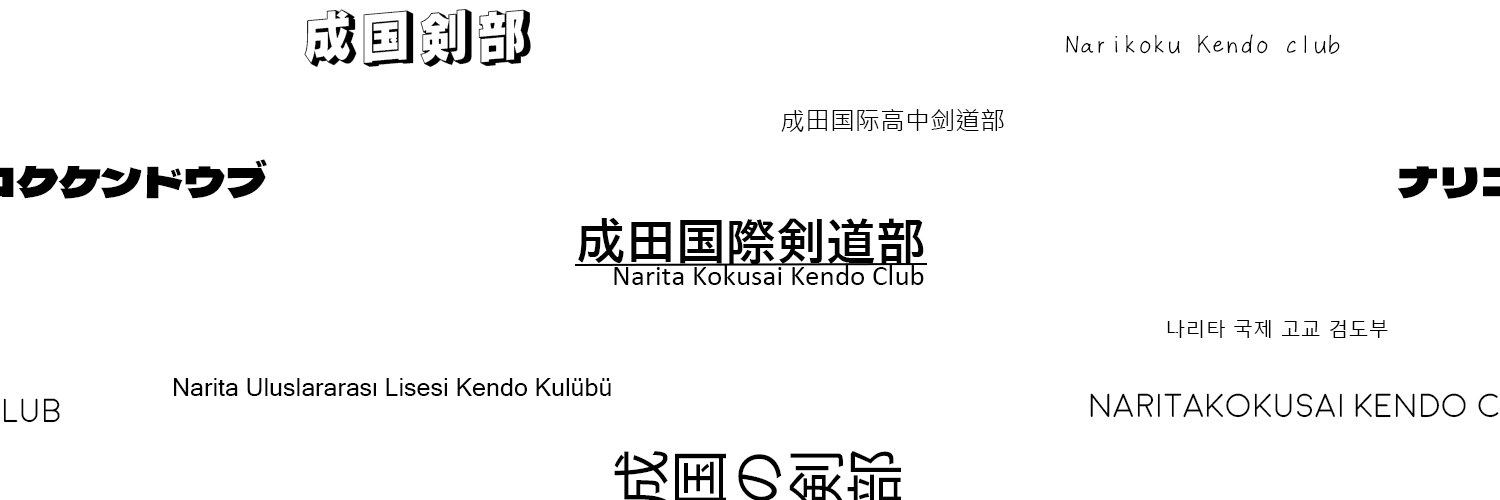 成国剣部
Narikoku Kendo club
成田国际高中剑道部
コクケンドウブ
ナリコ
成田国際剣道部
Narita Kokusai Kendo Club
나리타 국제 고교 검도부
Narita Uluslararası Lisesi Kendo Kulübü
LUB
NARITAKOKUSAI KENDO C
成国の剣部